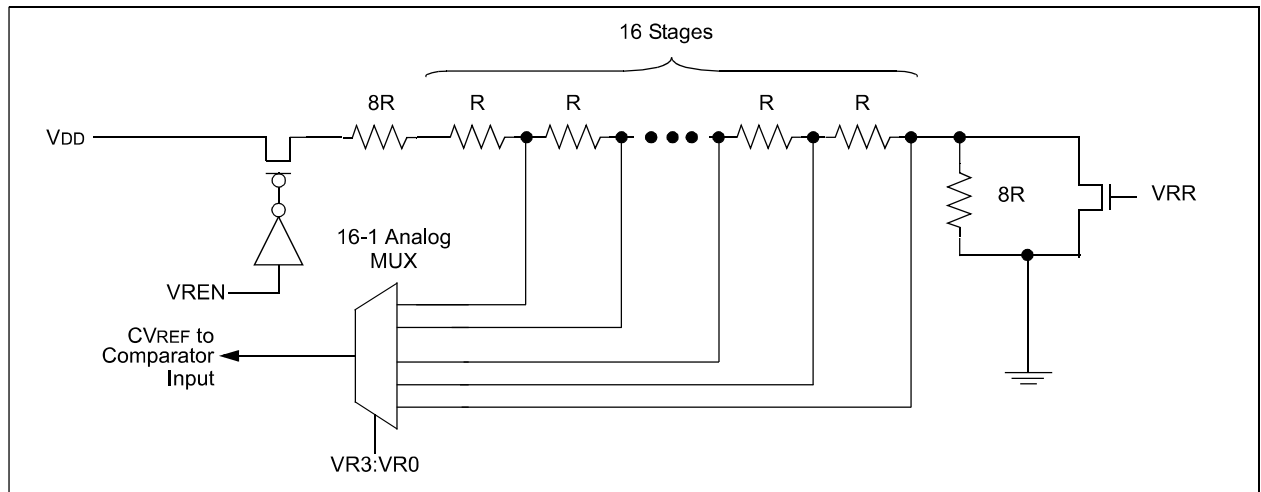 16 Stages
8R
R
R
R
R
VDD
8R
VRR
16-1 Analog
MUX
VREN
CVREF to
Comparator
Input
VR3:VR0